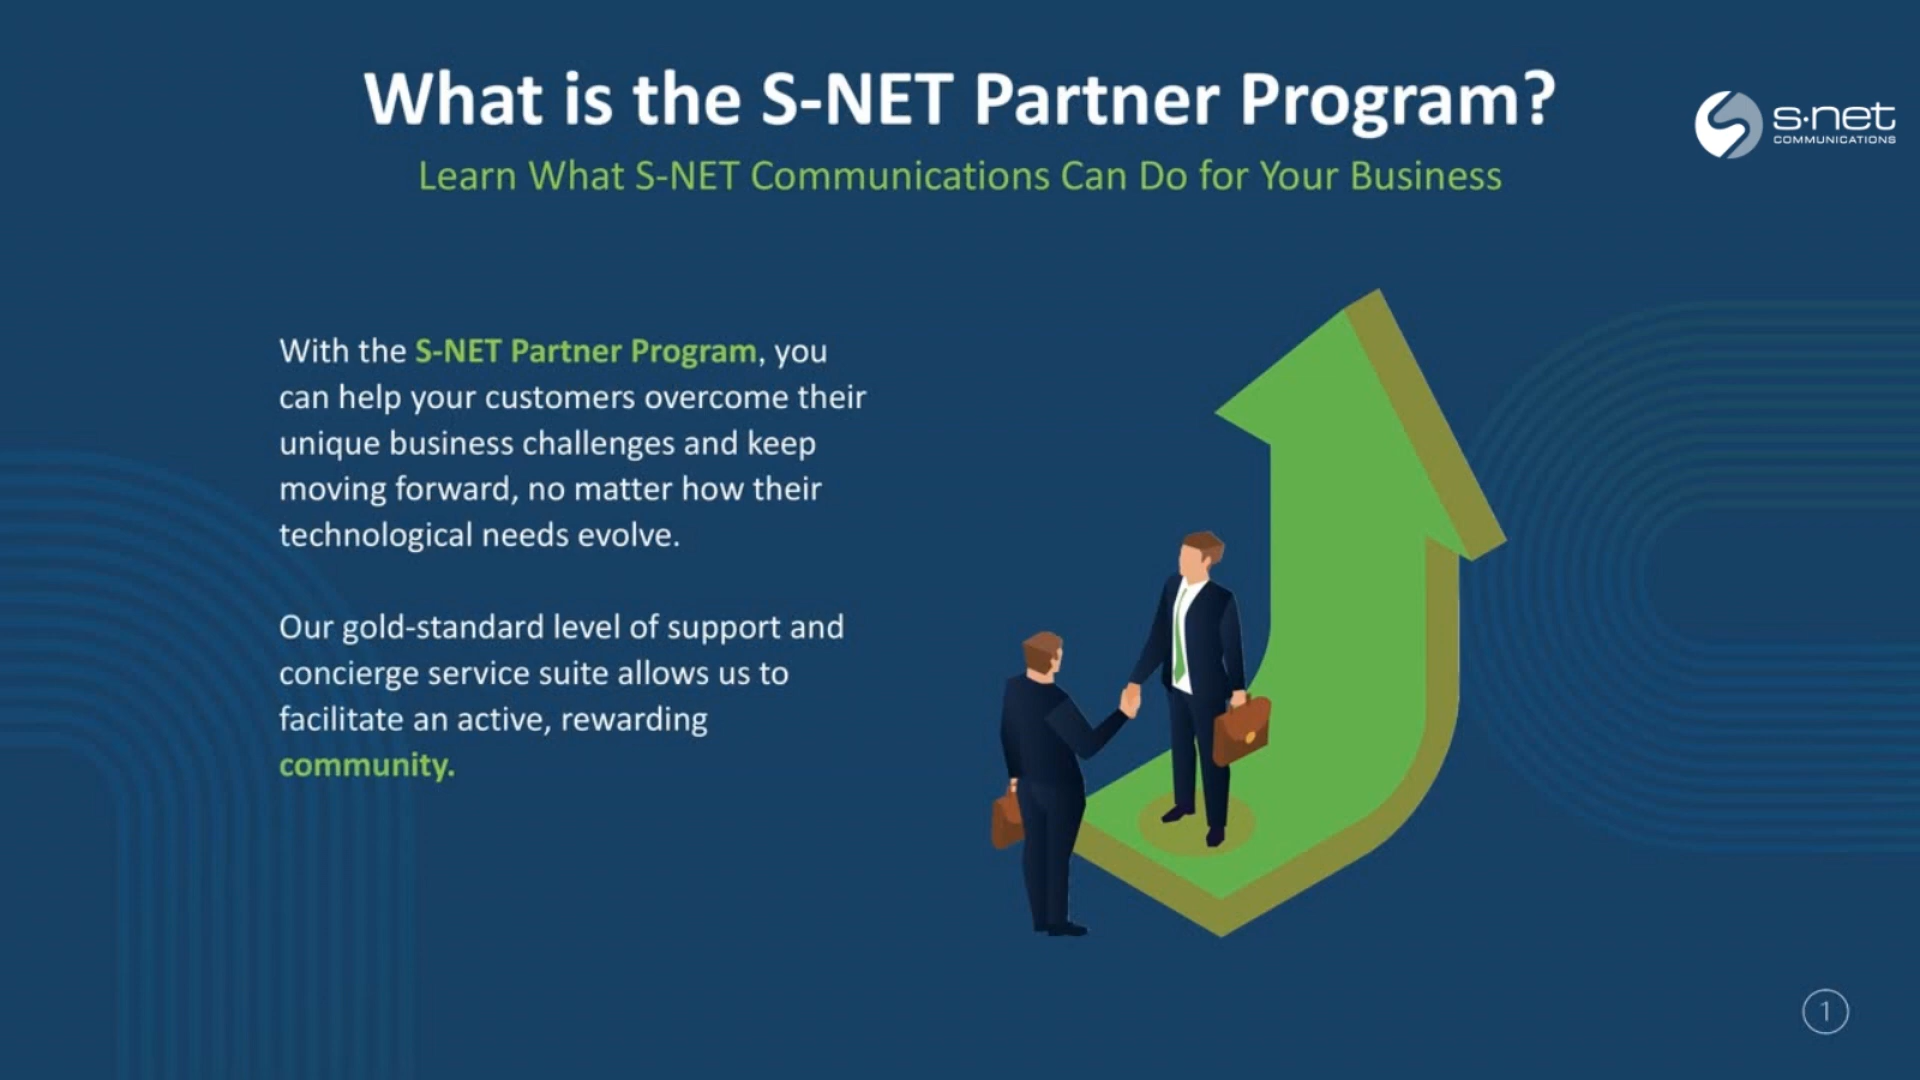 What is the S-NET Partner Program?
Learn What S-NET Communications Can Do for Your Business
s·net
COMMUNICATIONS
With the S-NET Partner Program, you
can help your customers overcome their
unique business challenges and keep
moving forward, no matter how their
technological needs evolve.
Our gold-standard level of support and
concierge service suite allows us to
facilitate an active, rewarding
community.
1